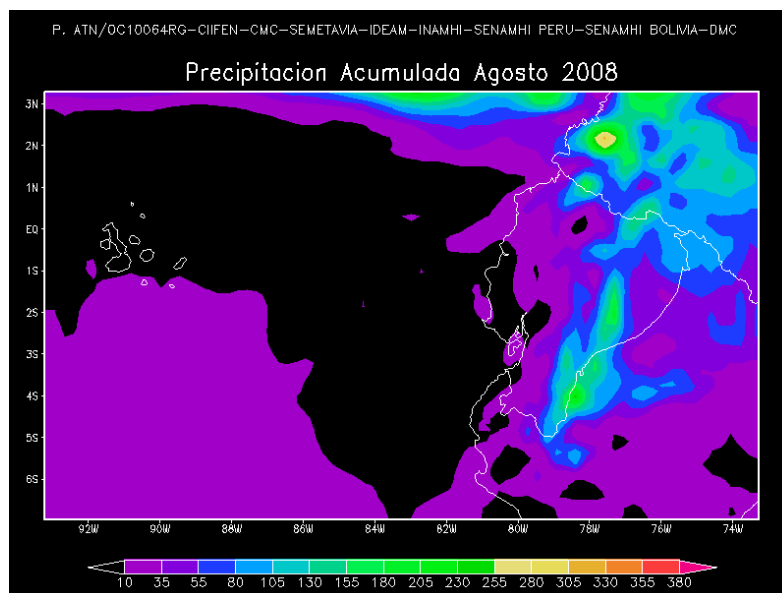 P. ATN/OC10064RG-CIIFEN-CMC-SEMETAVIA-IDEAM-INAMHI-SENAMHI PERU-SENAMHI BOLIVIA-DMC
Precipitacion Acumulada Agosto 2008
3N
2N
1N
EQ
1S
2S
3S
4S
5S
6S
92W 90W 88W 86W 84W 82W 80W 78W 76W 74W
10 35 55 80 105 130 155 180 205 230 255 280 305 330 355 380